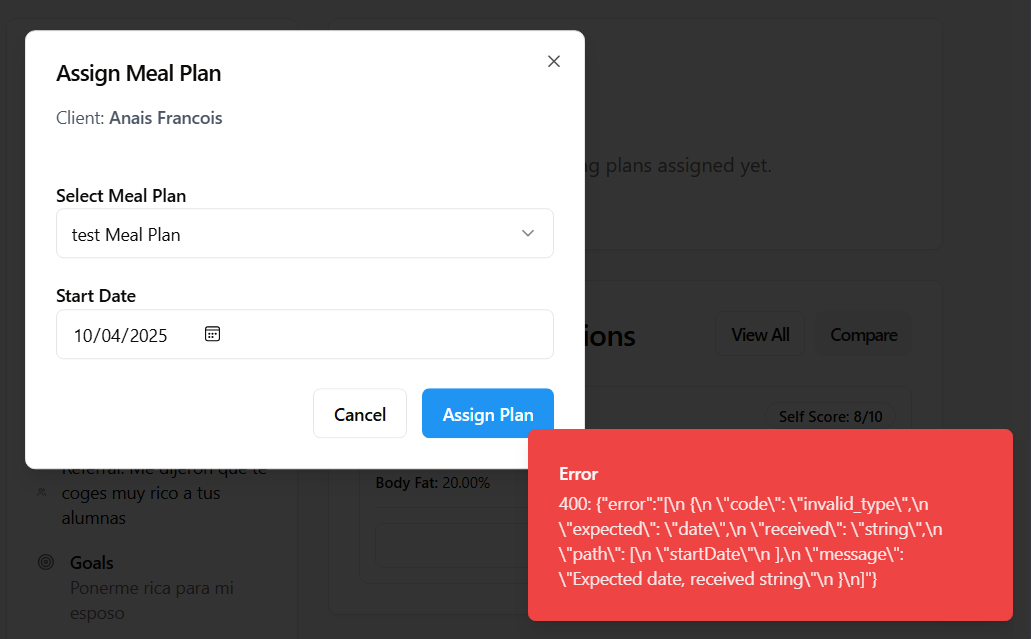 Assign Meal Plan
Client: Anais Francois
g plans assigned yet.
Select Meal Plan
test Meal Plan
Start Date
10/04/2025
ions
View All
Compare
Cancel
Assign Plan
Self Score: 8/10
Referral: Me dijeron que te
coges muy rico a tus
alumnas
Body Fat: 20.00%
Goals
Ponerme rica para mi
esposo
Error
400: {"error":"[\n {\n \"code\": \"invalid_type\",\n
\"expected\": \"date\",\n \"received\": \"string\",\n
\"path\": [\n \"startDate\"\n ],\n \"message\":
\"Expected date, received string\"\n }\n]"}